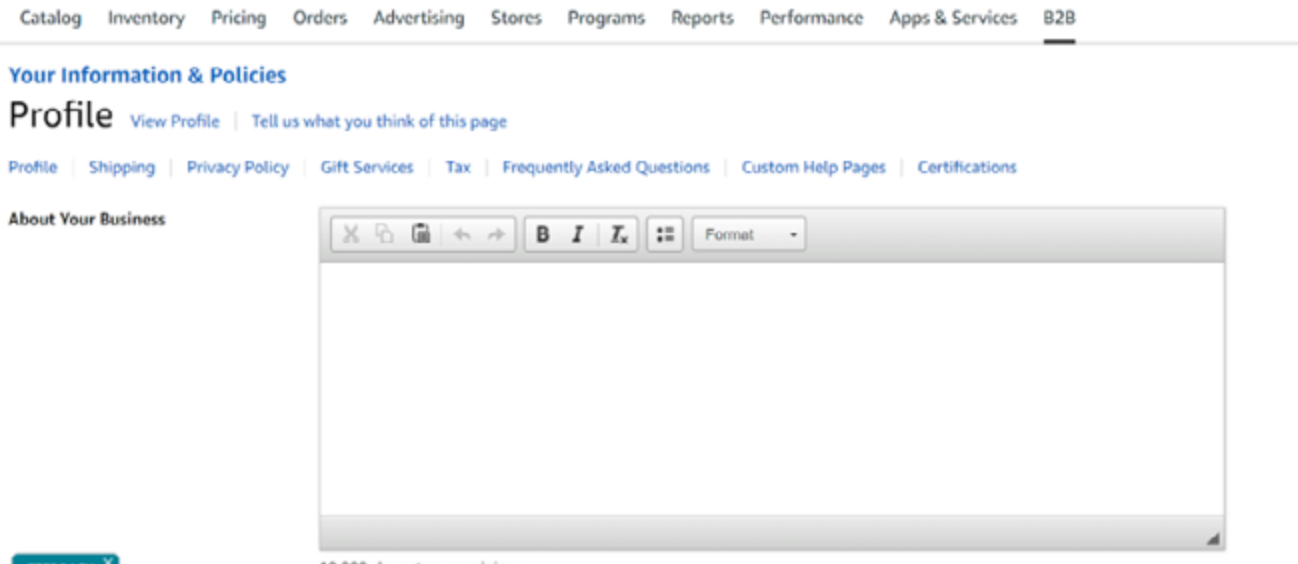 Catalog Inventory Pricing Orders Advertising Stores Programs Reports Performance Apps & Services B2B
Your Information & Policies
Profile View Profile Tell us what you think of this page
Profile Shipping Privacy Policy Gift Services Tax Frequently Asked Questions Custom Help Pages Certifications
About Your Business
B I Tx Format